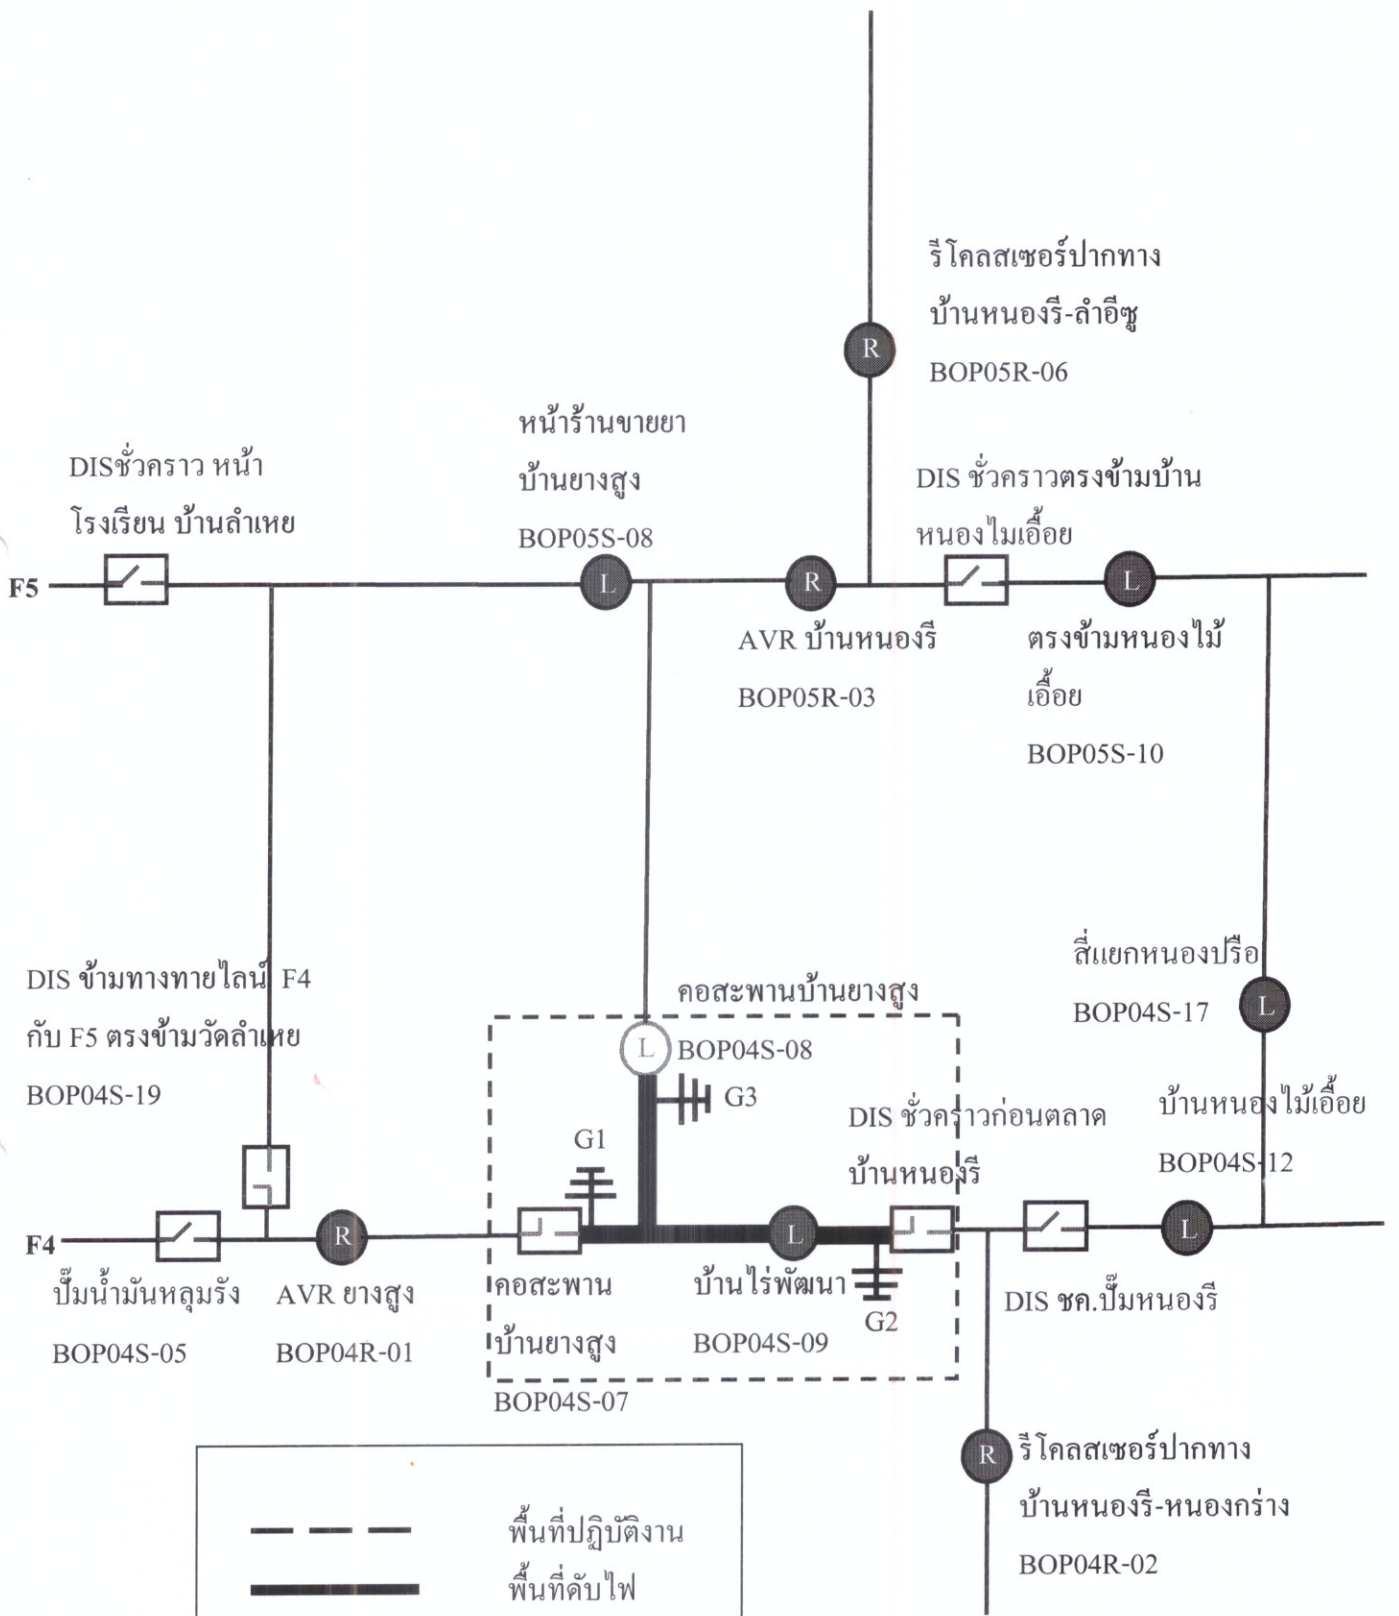 รีโคลสเซอร์ปากทาง
บ้านหนองรี-ลำอีซู
BOP05R-06
R
หน้าร้านขายยา
บ้านยางสูง
BOP05S-08
DISชั่วคราว หน้า
โรงเรียน บ้านลำเหย
DIS ชั่วคราวตรงข้ามบ้าน
หนองไมเอื้อย
F5
L
R
L
AVR บ้านหนองรี
BOP05R-03
ตรงข้ามหนองไม้
เอื้อย
BOP05S-10
DIS ข้ามทางทายไลน์ F4
กับ F5 ตรงข้ามวัดลำเหย
BOP04S-19
คอสะพานบ้านยางสูง
BOP04S-08
L
G3
สี่แยกหนองปรือ
BOP04S-17
L
G1
DIS ชั่วคราวก่อนตลาด
บ้านหนองรี
บ้านหนองไม้เอื้อย
BOP04S-12
F4
R
L
L
ปั๊มน้ำมันหลุมรัง
BOP04S-05
AVR ยางสูง
BOP04R-01
คอสะพาน
บ้านยางสูง
BOP04S-07
บ้านไร่พัฒนา
BOP04S-09
G2
DIS ชค.ปั๊มหนองรี
R
รีโคลสเซอร์ปากทาง
บ้านหนองรี-หนองกร่าง
BOP04R-02
พื้นที่ปฏิบัติงาน
พื้นที่ดับไฟ